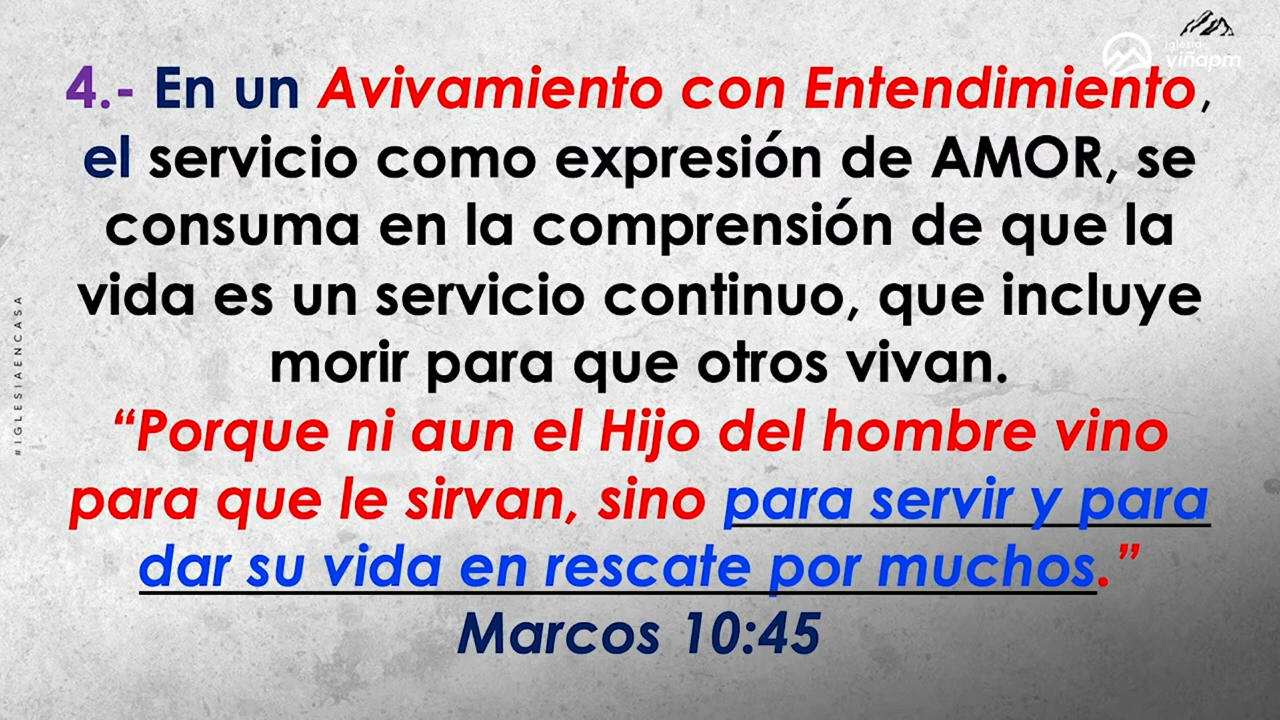 iglesia
viñapm
4.- En un Avivamiento con Entendimiento,
el servicio como expresión de AMOR, se
consuma en la comprensión de que la
vida es un servicio continuo, que incluye
morir para que otros vivan.
“Porque ni aun el Hijo del hombre vino
para que le sirvan, sino para servir y para
dar su vida en rescate por muchos.”
Marcos 10:45
#IGLESIAENCASA